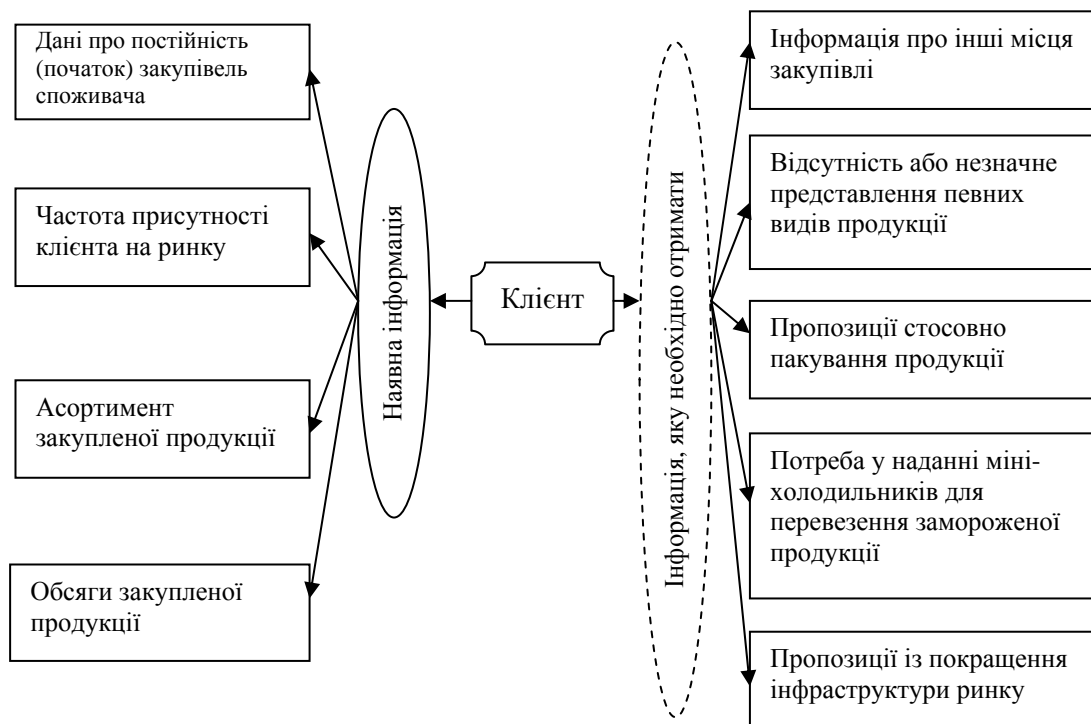 Дані про постійність
(початок) закупівель
споживача
Частота присутності
клієнта на ринку
Асортимент
закупленої продукції
Обсяги закупленої
продукції
Наявна інформація
Клієнт
Інформація, яку необхідно отримати
Інформація про інші місця
закупівлі
Відсутність або незначне
представлення певних
видів продукції
Пропозиції стосовно
пакування продукції
Потреба у наданні міні-
холодильників для
перевезення замороженої
продукції
Пропозиції із покращення
інфраструктури ринку